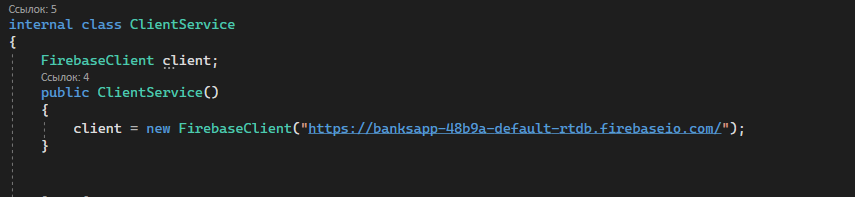 Ссылок: 5
internal class ClientService
{
FirebaseClient client;
Ссылок: 4
public ClientService()
{
client = new FirebaseClient("https://banksapp-48b9a-default-rtdb.firebaseio.com/");
}